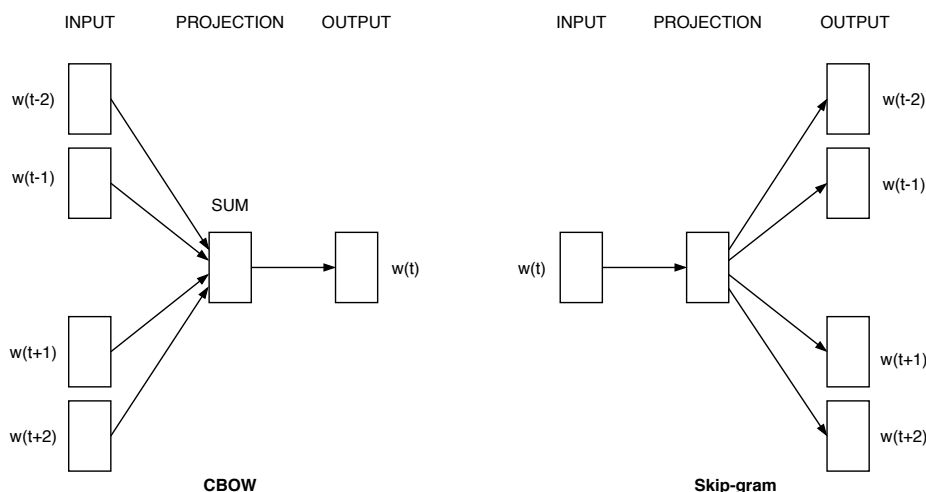 INPUT PROJECTION OUTPUT
w(t-2)
w(t-1)
SUM
w(t)
w(t+1)
w(t+2)
CBOW
INPUT PROJECTION OUTPUT
w(t-2)
w(t-1)
w(t)
w(t+1)
w(t+2)
Skip-gram